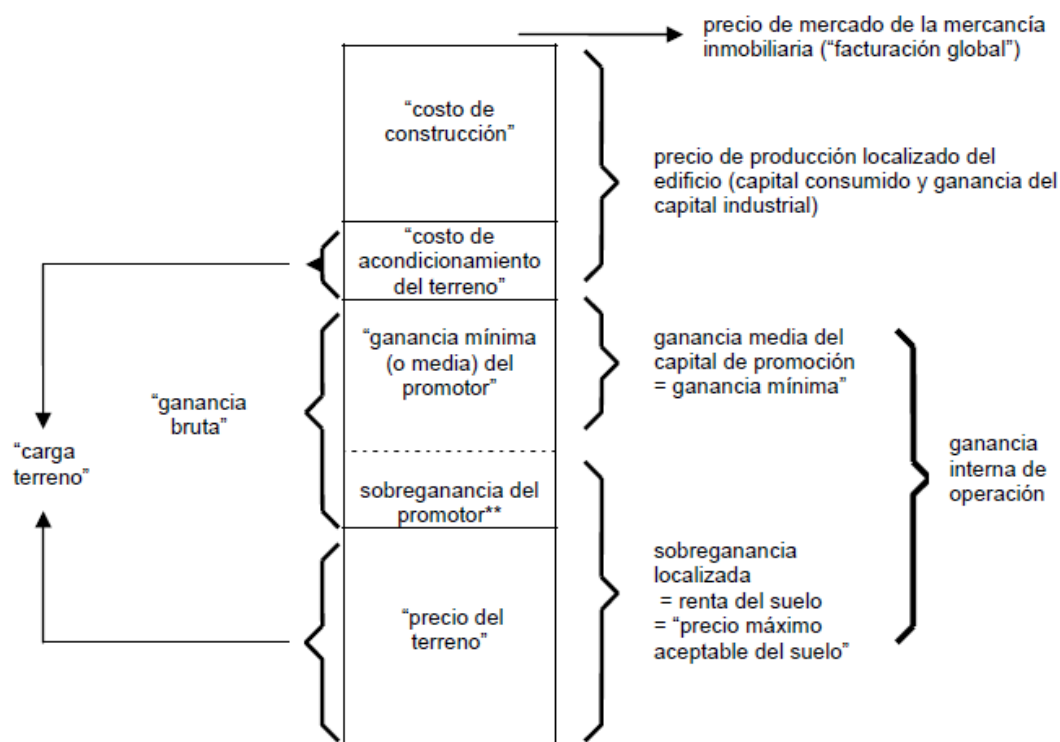 precio de mercado de la mercancía
inmobiliaria (“facturación global”)
“costo de
construcción”
precio de producción localizado del
edificio (capital consumido y ganancia del
capital industrial)
“costo de
acondicionamiento
del terreno”
“ganancia mínima
(o media) del
promotor”
ganancia media del
capital de promoción
= ganancia mínima”
“ganancia
bruta”
“carga
terreno”
ganancia
interna de
operación
sobreganancia del
promotor**
sobreganancia
localizada
= renta del suelo
= “precio máximo
aceptable del suelo”
“precio del
terreno”